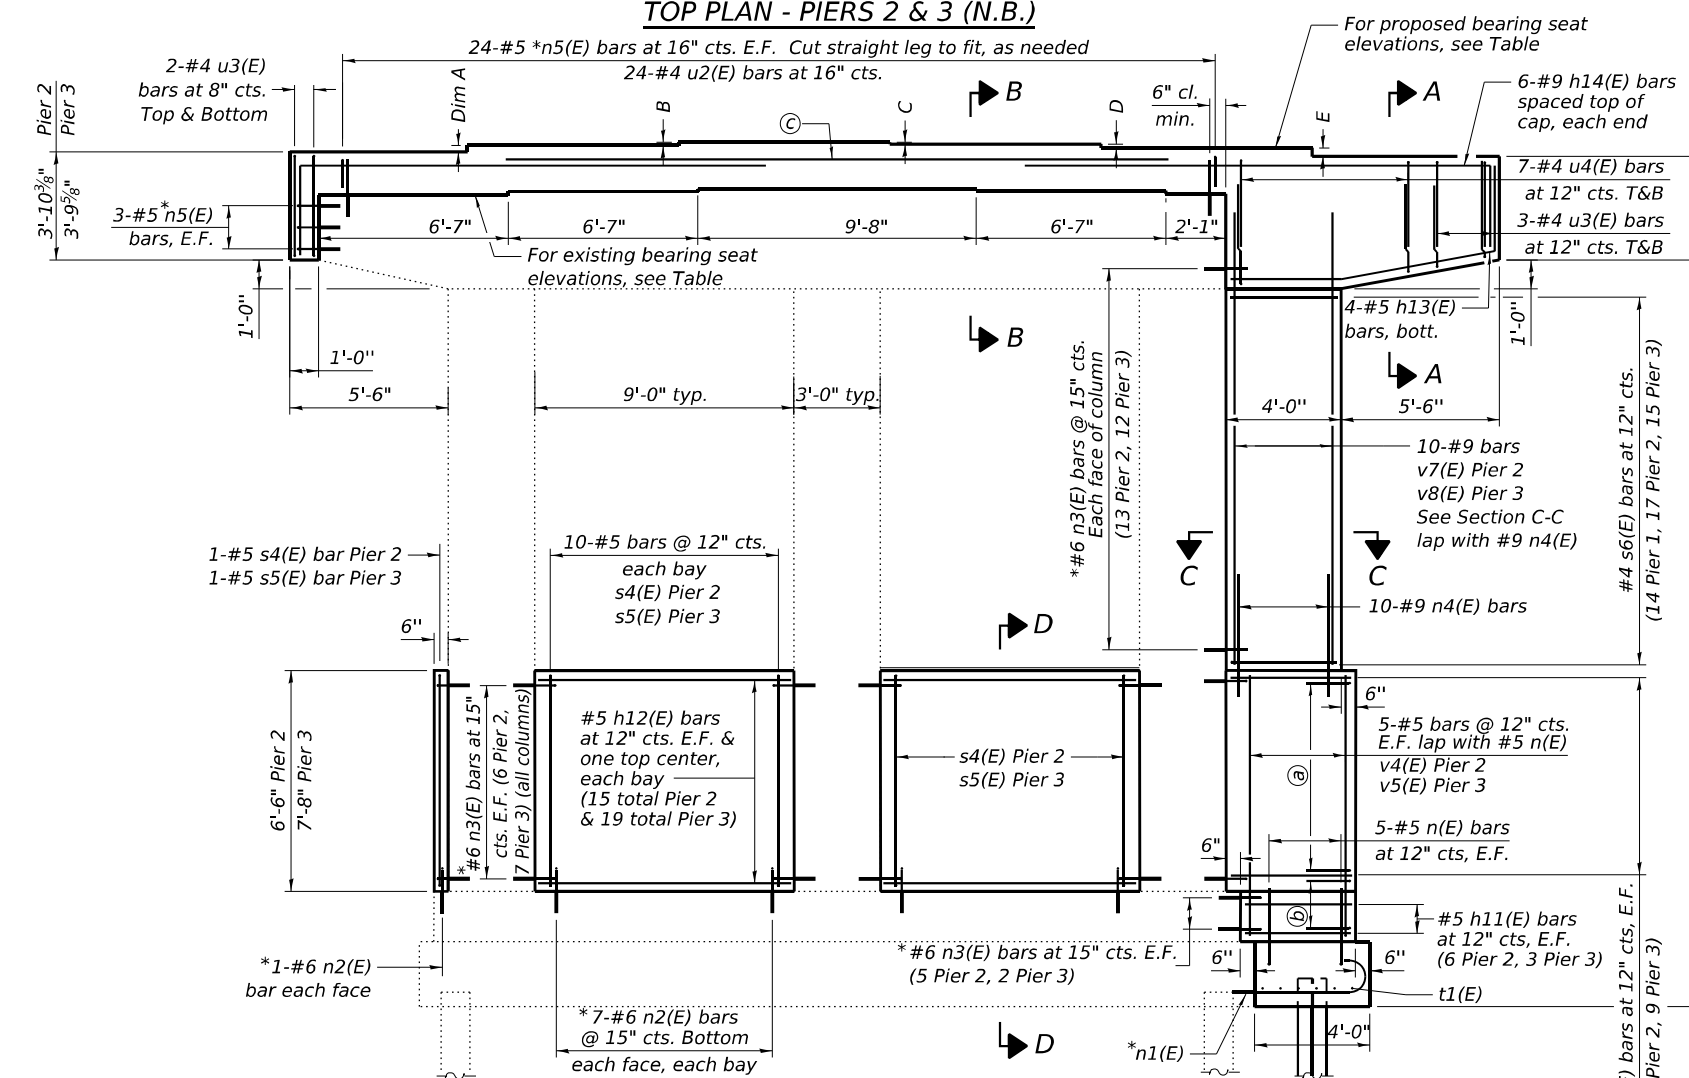 TOP PLAN - PIERS 2 & 3 (N.B.)
24-#5 *n5(E) bars at 16" cts. E.F.  Cut straight leg to fit, as needed
24-#4 u2(E) bars at 16" cts.
For proposed bearing seat
elevations, see Table
2-#4 u3(E)
bars at 8" cts.
Top & Bottom
Pier 2
Pier 3
3'-10⅜"
3'-9⅝"
Dim A
B
C
D
E
c
B
A
6" cl.
min.
6-#9 h14(E) bars
spaced top of
cap, each end
7-#4 u4(E) bars
at 12" cts. T&B
3-#4 u3(E) bars
at 12" cts. T&B
3-#5 *n5(E)
bars, E.F.
6'-7"
6'-7"
9'-8"
6'-7"
2'-1"
For existing bearing seat
elevations, see Table
1'-0"
1'-0"
5'-6"
9'-0" typ.
3'-0" typ.
B
A
4-#5 h13(E)
bars, bott.
1'-0"
4'-0"
5'-6"
*#6 n3(E) bars @ 15" cts.
Each face of column
(13 Pier 2, 12 Pier 3)
#4 s6(E) bars at 12" cts.
(14 Pier 1, 17 Pier 2, 15 Pier 3)
10-#9 bars
v7(E) Pier 2
v8(E) Pier 3
See Section C-C
lap with #9 n4(E)
C
C
10-#9 n4(E) bars
1-#5 s4(E) bar Pier 2
1-#5 s5(E) bar Pier 3
10-#5 bars @ 12" cts.
each bay
s4(E) Pier 2
s5(E) Pier 3
6"
D
6'-6" Pier 2
7'-8" Pier 3
*#6 n3(E) bars at 15"
cts. E.F. (6 Pier 2,
7 Pier 3) (all columns)
#5 h12(E) bars
at 12" cts. E.F. &
one top center,
each bay
(15 total Pier 2
& 19 total Pier 3)
s4(E) Pier 2
s5(E) Pier 3
6"
5-#5 bars @ 12" cts.
E.F. lap with #5 n(E)
v4(E) Pier 2
v5(E) Pier 3
a
5-#5 n(E) bars
at 12" cts, E.F.
6"
b
#5 h11(E) bars
at 12" cts, E.F.
(6 Pier 2, 3 Pier 3)
*#6 n3(E) bars at 15" cts. E.F.
(5 Pier 2, 2 Pier 3)
6"
6"
t1(E)
4'-0"
*n1(E)
*1-#6 n2(E)
bar each face
*7-#6 n2(E) bars
@ 15" cts. Bottom
each face, each bay
D
) bars at 12" cts, E.F.
Pier 2, 9 Pier 3)